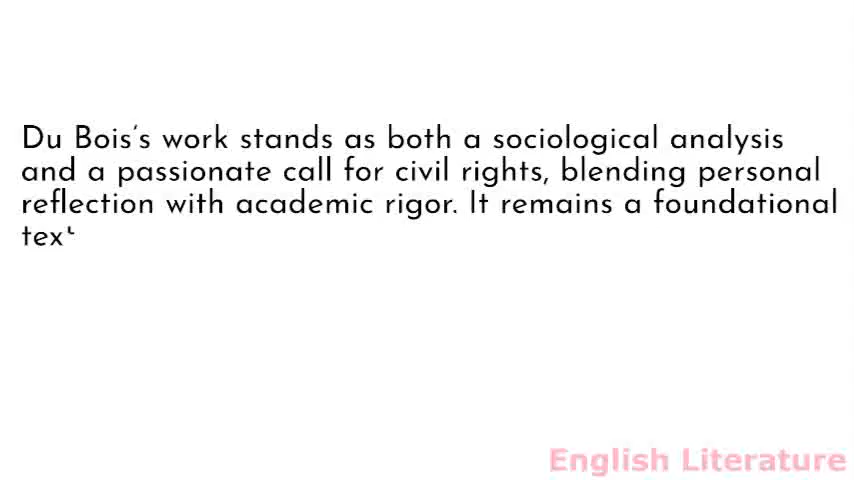 Du Bois's work stands as both a sociological analysis
and a passionate call for civil rights, blending personal
reflection with academic rigor. It remains a foundational
tex
English Literature